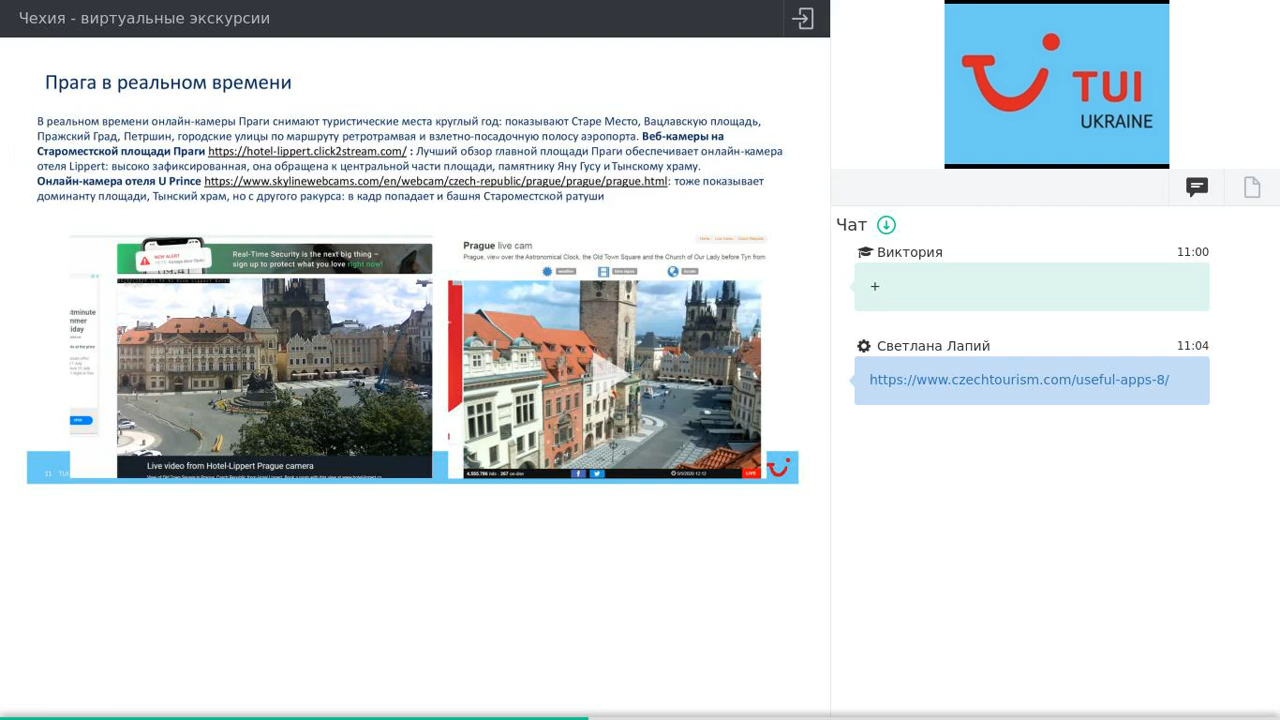 Чехия - виртуальные экскурсии
Прага в реальном времени
В реальном времени онлайн-камеры Праги снимают туристические места круглый год: показывают Старе Место, Вацлавскую площадь,
Пражский Град, Петршин, городские улицы по маршруту ретротрамвая и взлетно-посадочную полосу аэропорта. Веб-камеры на
Староместской площади Праги https://hotel-lippert.click2stream.com/ : Лучший обзор главной площади Праги обеспечивает онлайн-камера
отеля Lippert: высоко зафиксированная, она обращена к центральной части площади, памятнику Яну Гусу и Тынскому храму.
Онлайн-камера отеля U Prince https://www.skylinewebcams.com/en/webcam/czech-republic/prague/prague/prague.html: тоже показывает
доминанту площади, Тынский храм, но с другого ракурса: в кадр попадает и башня Староместской ратуши
NEW ALERT
Real-Time Security is the next big thing –
sign up to protect what you love right now!
stminute
mmer
iday
Live video from Hotel-Lippert Prague camera
Prague live cam
Prague, view over the Astronomical Clock, the Old Town Square and the Church of Our Lady before Tyn from
LIVE
11 TUI
TUI
UKRAINE
Чат
Виктория 11:00
+
Светлана Лапий 11:04
https://www.czechtourism.com/useful-apps-8/